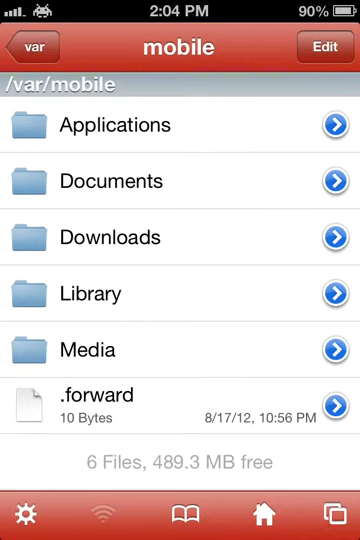 2:04 PM
90%
var
mobile
Edit
/var/mobile
Applications
Documents
Downloads
Library
Media
.forward
10 Bytes
8/17/12, 10:56 PM
6 Files, 489.3 MB free